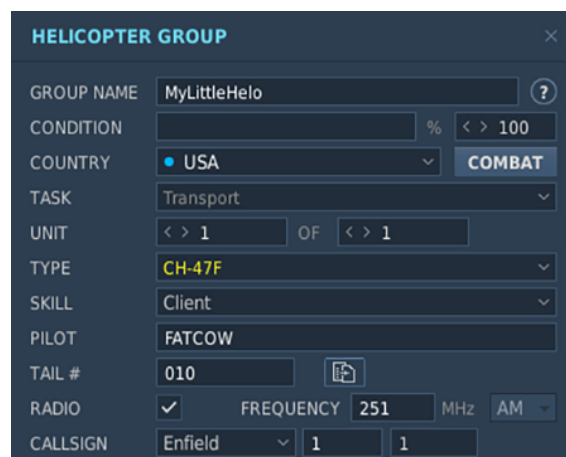 HELICOPTER GROUP ×
GROUP NAME MyLittleHelo ?
CONDITION % < > 100
COUNTRY USA COMBAT
TASK Transport
UNIT < > 1 OF < > 1
TYPE CH-47F
SKILL Client
PILOT FATCOW
TAIL # 010
RADIO ✓ FREQUENCY 251 MHz AM
CALLSIGN Enfield 1 1